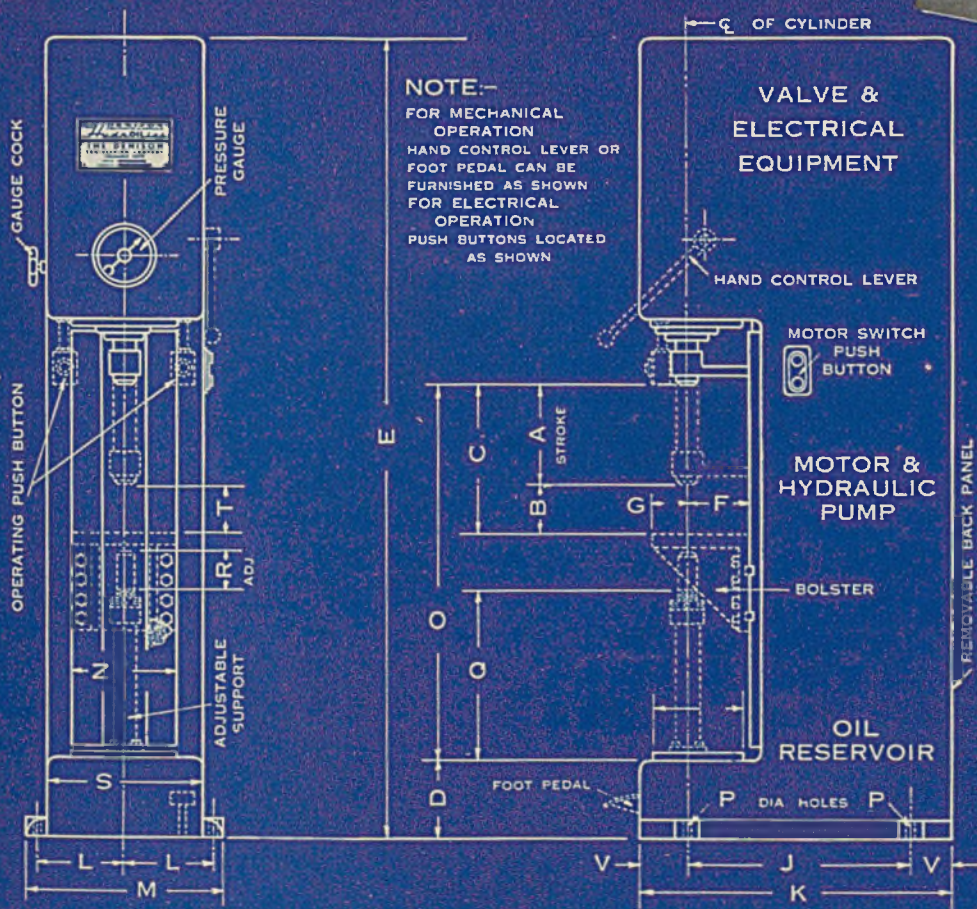 ℄ OF CYLINDER
NOTE:-
FOR MECHANICAL
OPERATION
HAND CONTROL LEVER OR
FOOT PEDAL CAN BE
FURNISHED AS SHOWN
FOR ELECTRICAL
OPERATION
PUSH BUTTONS LOCATED
AS SHOWN
VALVE &
ELECTRICAL
EQUIPMENT
GAUGE COCK
PRESSURE
GAUGE
THE DENISON
HAND CONTROL LEVER
MOTOR SWITCH
PUSH
BUTTON
OPERATING PUSH BUTTON
E
C
A
STROKE
B
G
F
MOTOR &
HYDRAULIC
PUMP
T
R
ADJ
BOLSTER
O
Q
Z
ADJUSTABLE
SUPPORT
REMOVABLE BACK PANEL
OIL
RESERVOIR
S
D
FOOT PEDAL
P DIA HOLES P
L L
M
V J V
K